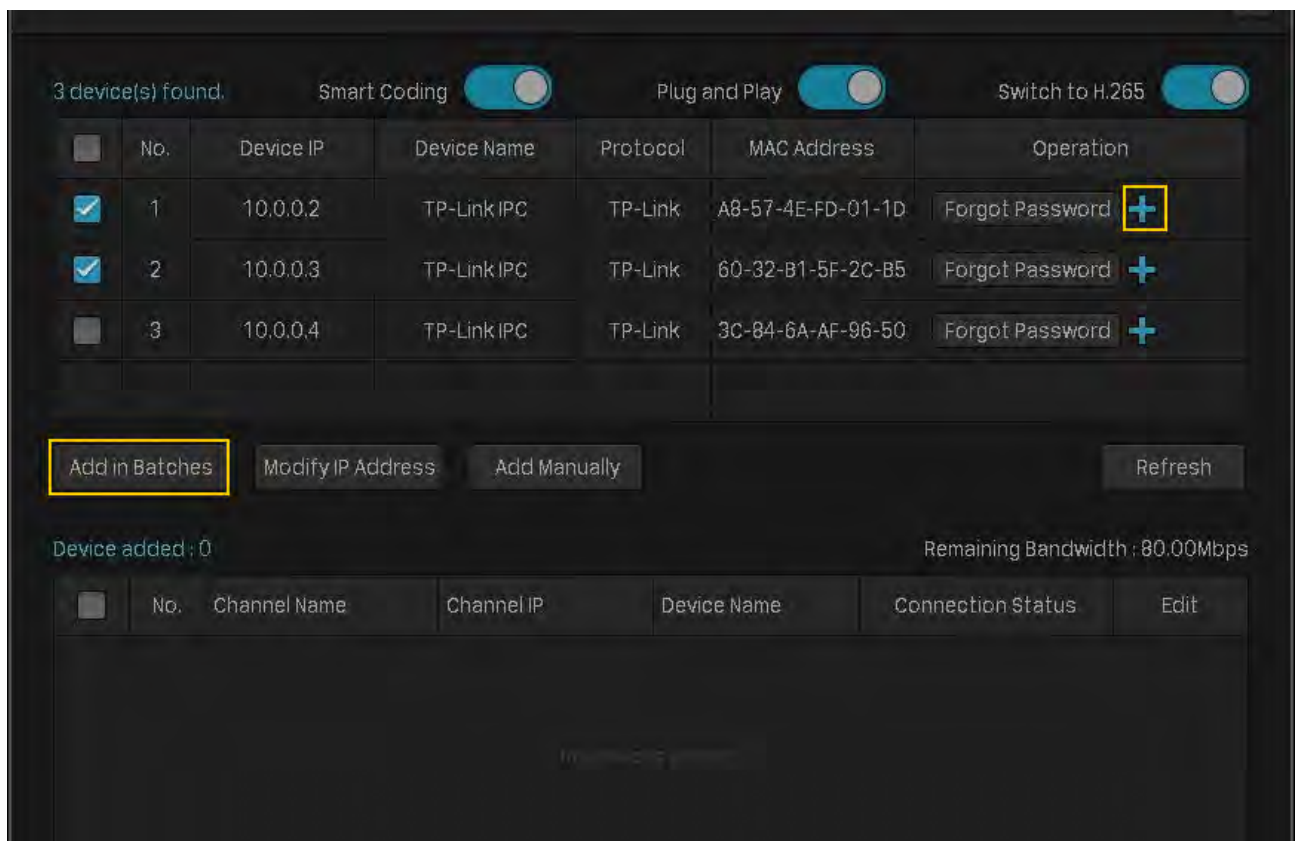 3 device(s) found. Smart Coding Plug and Play Switch to H.265
No. Device IP Device Name Protocol MAC Address Operation
1 10.0.0.2 TP-Link IPC TP-Link A8-57-4E-FD-01-1D Forgot Password
2 10.0.0.3 TP-Link IPC TP-Link 60-32-B1-5F-2C-B5 Forgot Password
3 10.0.0.4 TP-Link IPC TP-Link 3C-84-6A-AF-96-50 Forgot Password
Add in Batches Modify IP Address Add Manually Refresh
Device added : 0 Remaining Bandwidth : 80.00Mbps
No. Channel Name Channel IP Device Name Connection Status Edit